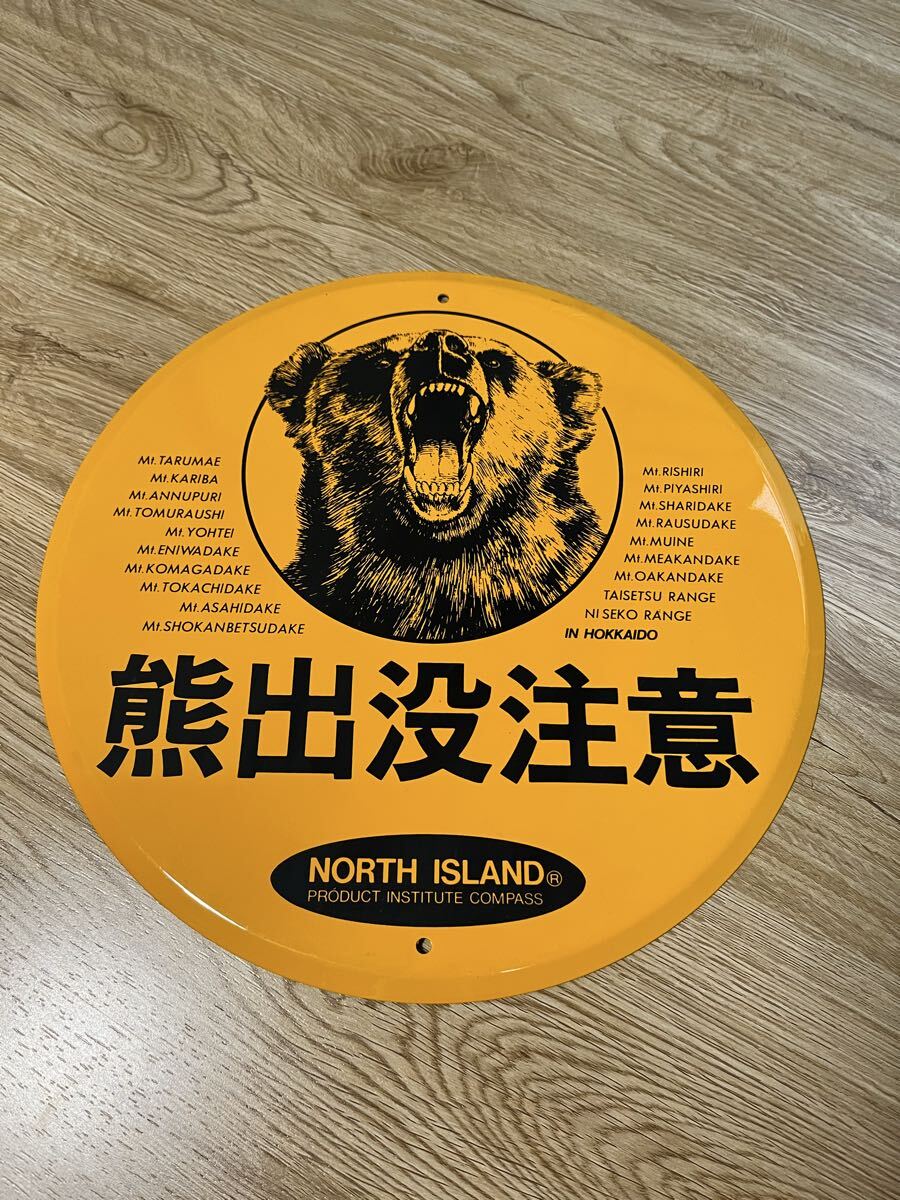 Mt.TARUMAE
Mt.KARIBA
Mt.ANNUPURI
Mt.TOMURAUSHI
Mt.YOHTEI
Mt.ENIWADAKE
Mt.KOMAGADAKE
Mt.TOKACHIDAKE
Mt.ASAHIDAKE
Mt.SHOKANBETSUDAKE
Mt.RISHIRI
Mt.PIYASHIRI
Mt.SHARIDAKE
Mt.RAUSUDAKE
Mt.MUINE
Mt.MEAKANDAKE
Mt.OAKANDAKE
TAISETSU RANGE
NISEKO RANGE
IN HOKKAIDO
熊出没注意
NORTH ISLAND®
PRODUCT INSTITUTE COMPASS